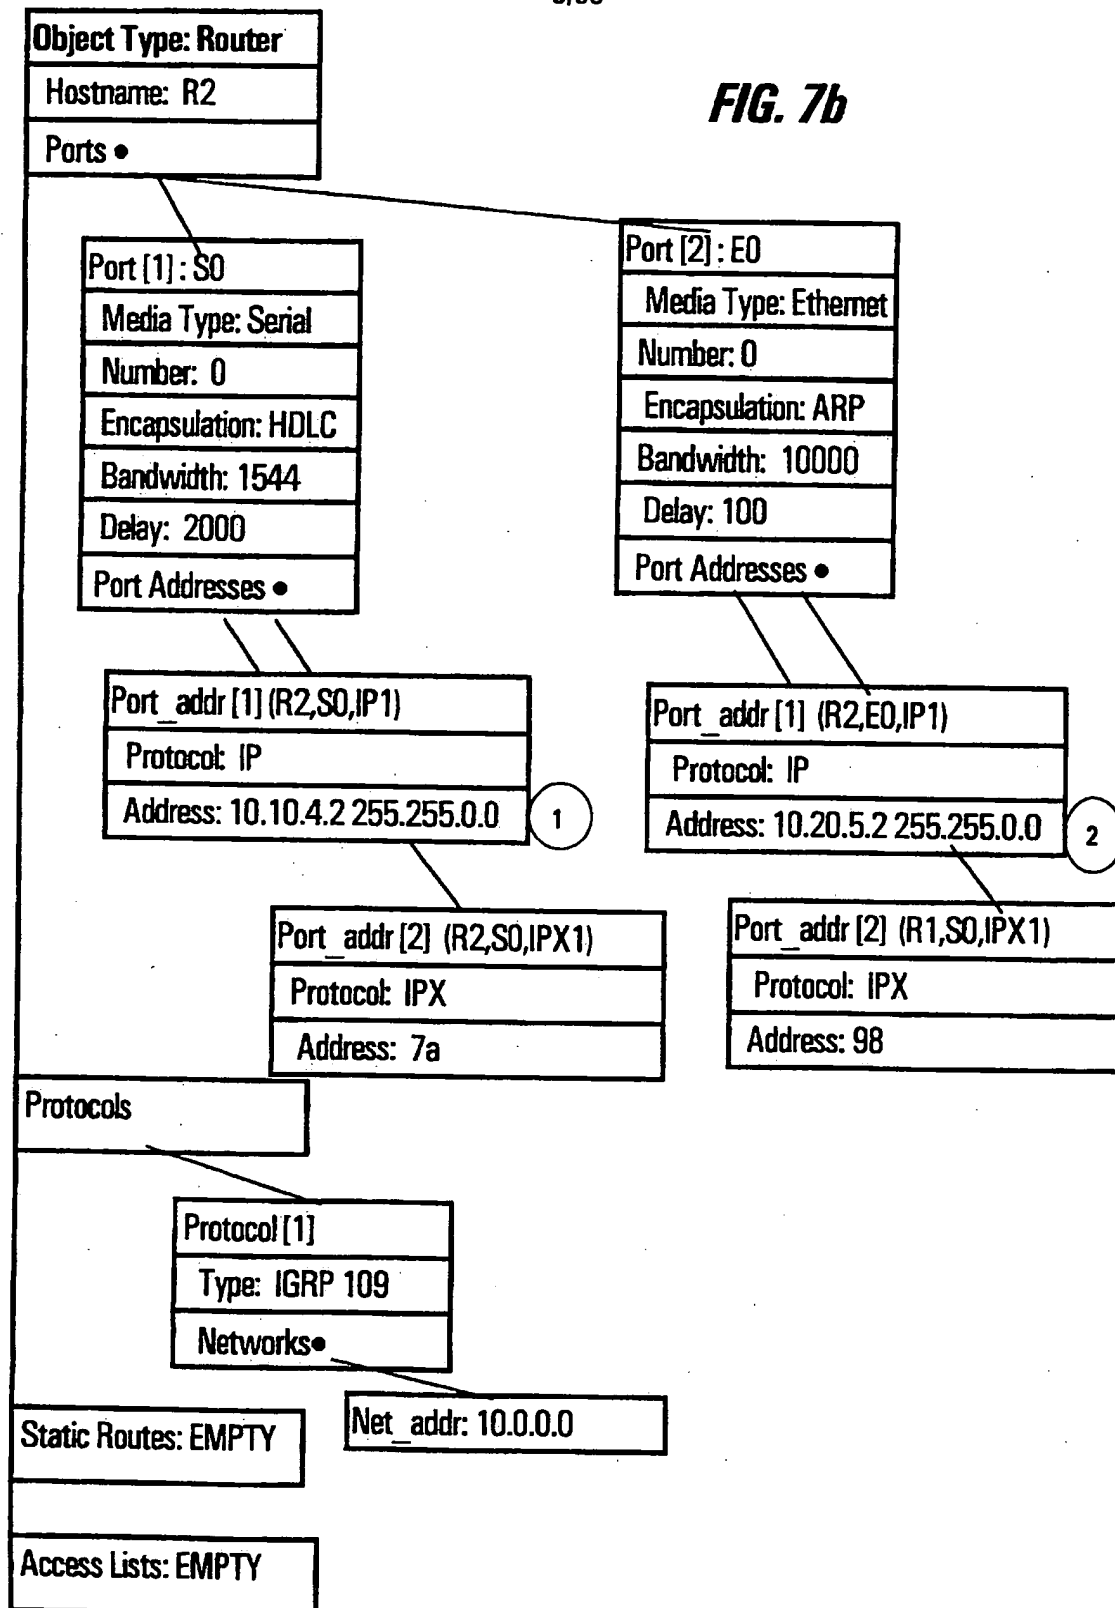 Object Type: Router
Hostname: R2
Ports •
FIG. 7b
Port [1] : S0
Media Type: Serial
Number: 0
Encapsulation: HDLC
Bandwidth: 1544
Delay: 2000
Port Addresses •
Port [2] : E0
Media Type: Ethernet
Number: 0
Encapsulation: ARP
Bandwidth: 10000
Delay: 100
Port Addresses •
Port_addr [1] (R2,S0,IP1)
Protocol: IP
Address: 10.10.4.2 255.255.0.0
1
Port_addr [1] (R2,E0,IP1)
Protocol: IP
Address: 10.20.5.2 255.255.0.0
2
Port_addr [2] (R2,S0,IPX1)
Protocol: IPX
Address: 7a
Port_addr [2] (R1,S0,IPX1)
Protocol: IPX
Address: 98
Protocols
Protocol [1]
Type: IGRP 109
Networks•
Net_addr: 10.0.0.0
Static Routes: EMPTY
Access Lists: EMPTY